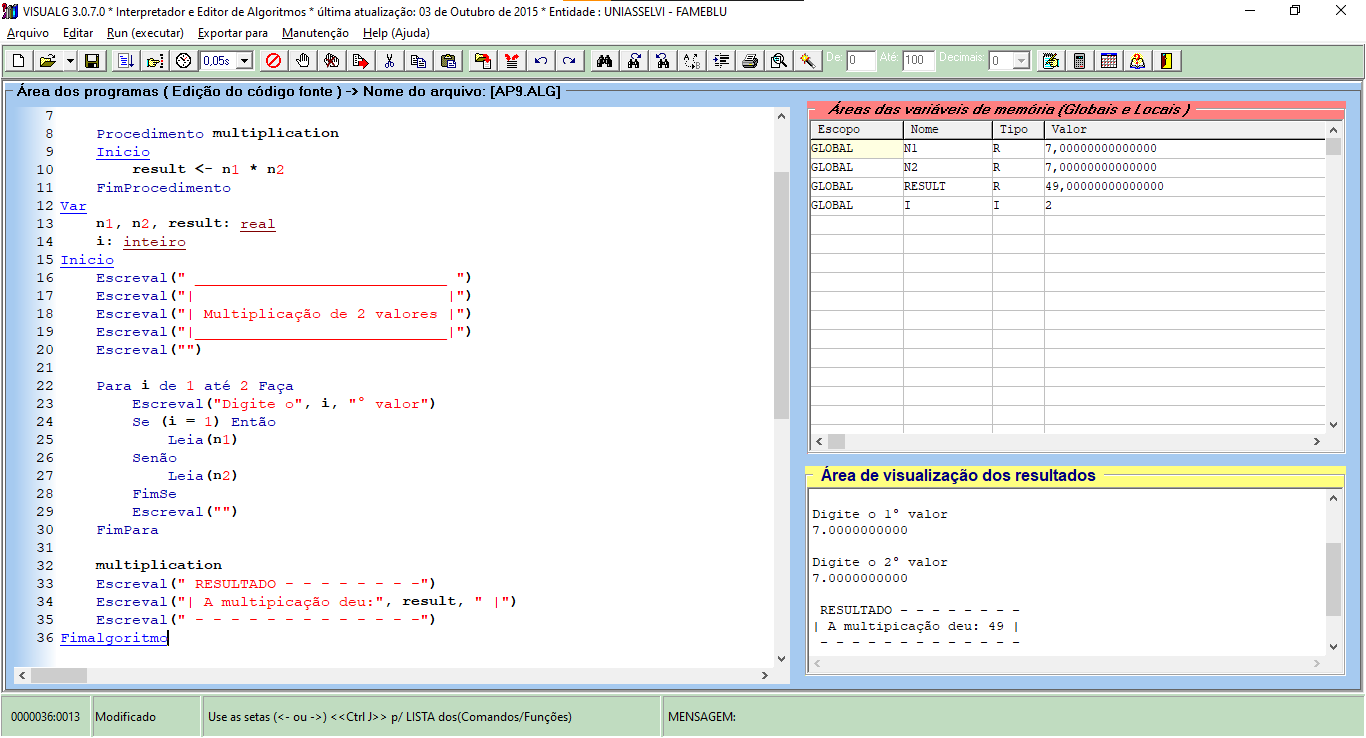 VISUALG 3.0.7.0 * Interpretador e Editor de Algoritmos * última atualização: 03 de Outubro de 2015 * Entidade : UNIASSELVI - FAMEBLU
Arquivo Editar Run (executar) Exportar para Manutenção Help (Ajuda)
0,05s De: 0 Até: 100 Decimais: 0
Área dos programas ( Edição do código fonte ) -> Nome do arquivo: [AP9.ALG]
7
8 Procedimento multiplication
9 Inicio
10 result <- n1 * n2
11 FimProcedimento
12 Var
13 n1, n2, result: real
14 i: inteiro
15 Inicio
16 Escreval(" ____________________________ ")
17 Escreval("|                            |")
18 Escreval("| Multiplicação de 2 valores |")
19 Escreval("|____________________________|")
20 Escreval("")
21
22 Para i de 1 até 2 Faça
23 Escreval("Digite o", i, "° valor")
24 Se (i = 1) Então
25 Leia(n1)
26 Senão
27 Leia(n2)
28 FimSe
29 Escreval("")
30 FimPara
31
32 multiplication
33 Escreval(" RESULTADO - - - - - - - -")
34 Escreval("| A multipicação deu:", result, " |")
35 Escreval(" - - - - - - - - - - - - -")
36 Fimalgoritmo
Áreas das variáveis de memória (Globais e Locais )
Escopo Nome Tipo Valor
GLOBAL N1 R 7,00000000000000
GLOBAL N2 R 7,00000000000000
GLOBAL RESULT R 49,00000000000000
GLOBAL I I 2
Área de visualização dos resultados
Digite o 1° valor
7.0000000000
Digite o 2° valor
7.0000000000
RESULTADO - - - - - - - -
| A multipicação deu: 49 |
- - - - - - - - - - - - -
0000036:0013 Modificado Use as setas (<- ou ->) <<Ctrl J>> p/ LISTA dos(Comandos/Funções) MENSAGEM: